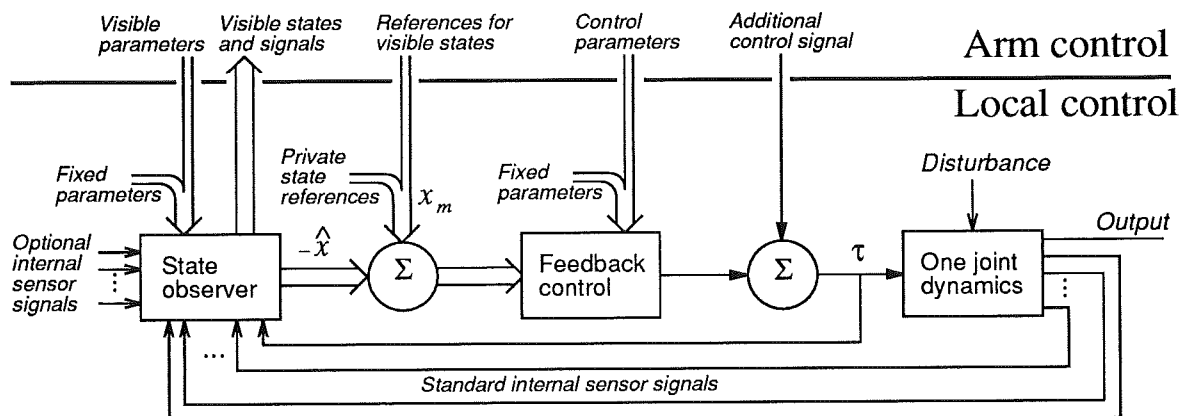 Visible
parameters
Visible states
and signals
References for
visible states
Control
parameters
Additional
control signal
Arm control
Local control
Fixed
parameters
Private
state
references
x_m
Fixed
parameters
Disturbance
Output
Optional
internal
sensor
signals
State
observer
-x̂
Σ
Feedback
control
Σ
τ
One joint
dynamics
Standard internal sensor signals